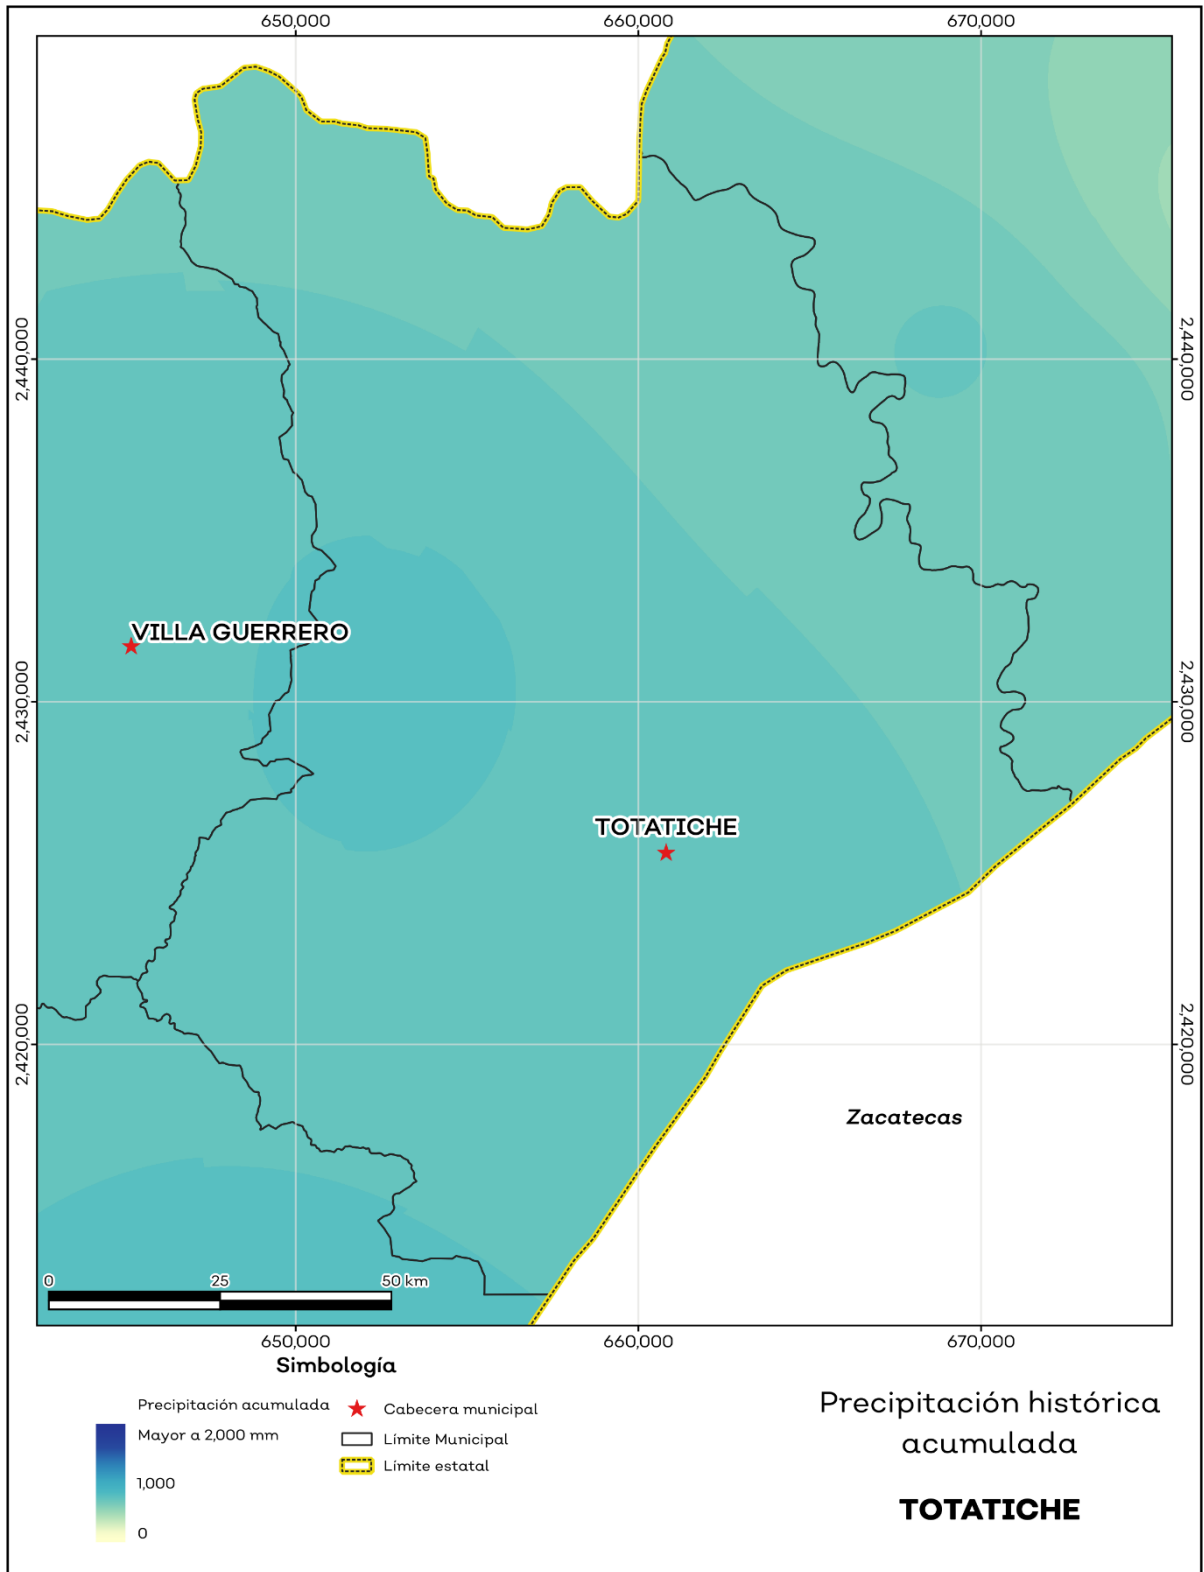 650,000
660,000
670,000
2,440,000
2,440,000
VILLA GUERRERO
2,430,000
2,430,000
TOTATICHE
2,420,000
2,420,000
Zacatecas
0
25
50 km
650,000
660,000
670,000
Simbología
Precipitación acumulada
Mayor a 2,000 mm
1,000
0
Cabecera municipal
Límite Municipal
Límite estatal
Precipitación histórica
acumulada
TOTATICHE